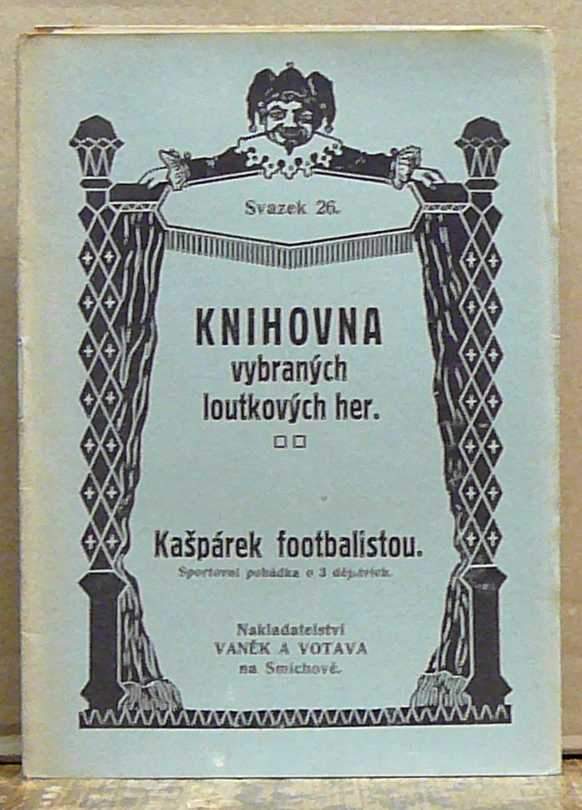 Svazek 26.
KNIHOVNA
vybraných
loutkových her.
Kašpárek footbalistou.
Sportovní pohádka o 3 dějstvích.
Nakladatelství
VANĚK A VOTAVA
na Smíchově.